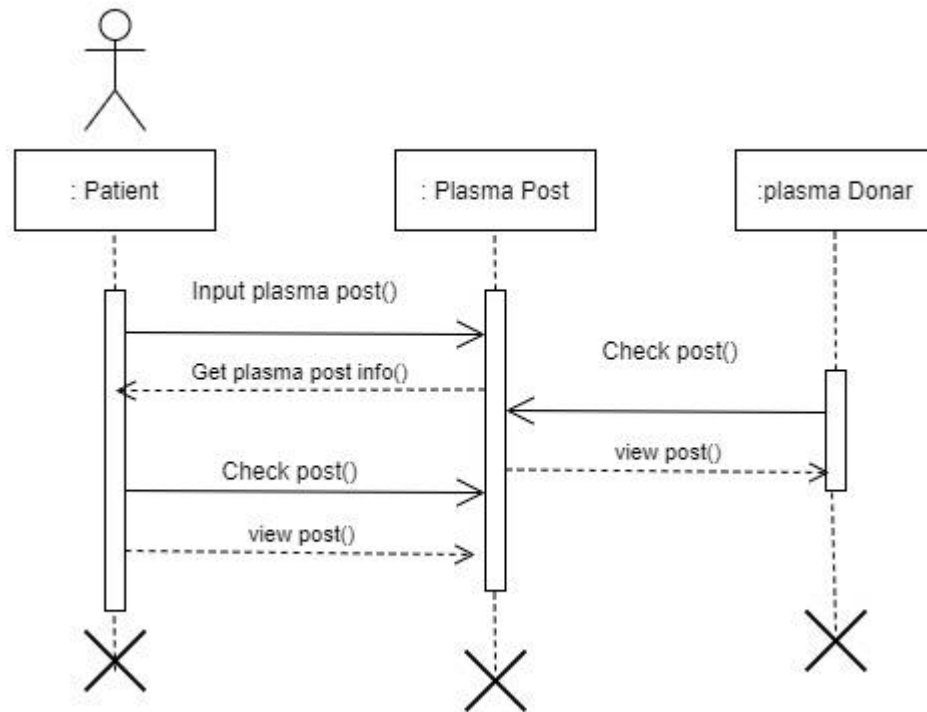 : Patient
: Plasma Post
:plasma Donar
Input plasma post()
Check post()
Get plasma post info()
view post()
Check post()
view post()